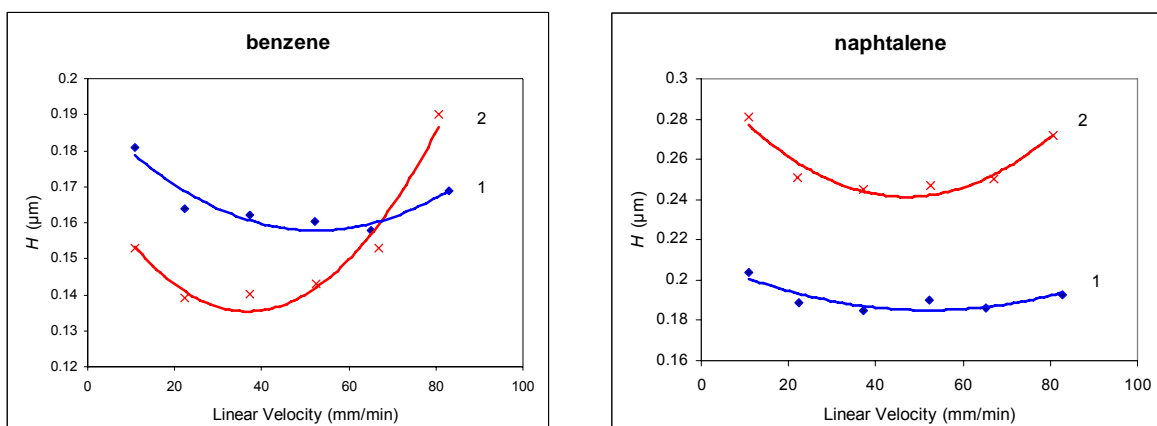 benzene
0.2
0.19
0.18
0.17
0.16
0.15
0.14
0.13
0.12
H (µm)
0 20 40 60 80 100
Linear Velocity (mm/min)
2
1
naphtalene
0.3
0.28
0.26
0.24
0.22
0.2
0.18
0.16
H (µm)
0 20 40 60 80 100
Linear Velocity (mm/min)
2
1